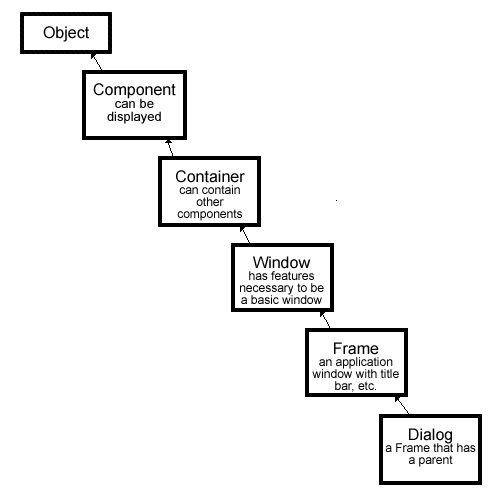 Object
Component
can be
displayed
Container
can contain
other
components
Window
has features
necessary to be
a basic window
Frame
an application
window with title
bar, etc.
Dialog
a Frame that has
a parent